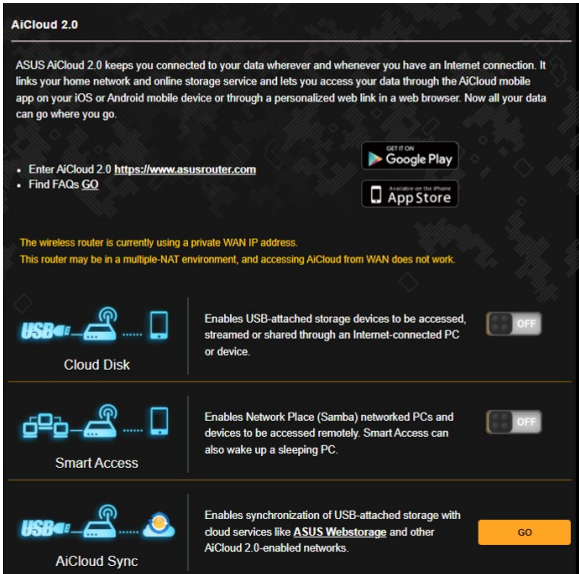 AiCloud 2.0
ASUS AiCloud 2.0 keeps you connected to your data wherever and whenever you have an Internet connection. It
links your home network and online storage service and lets you access your data through the AiCloud mobile
app on your iOS or Android mobile device or through a personalized web link in a web browser. Now all your data
can go where you go.
GET IT ON
Google Play
• Enter AiCloud 2.0 https://www.asusrouter.com
• Find FAQs GO
Available on the iPhone
App Store
The wireless router is currently using a private WAN IP address.
This router may be in a multiple-NAT environment, and accessing AiCloud from WAN does not work.
USB
Cloud Disk
Enables USB-attached storage devices to be accessed,
streamed or shared through an Internet-connected PC
or device.
OFF
Smart Access
Enables Network Place (Samba) networked PCs and
devices to be accessed remotely. Smart Access can
also wake up a sleeping PC.
OFF
USB
AiCloud Sync
Enables synchronization of USB-attached storage with
cloud services like ASUS Webstorage and other
AiCloud 2.0-enabled networks.
GO